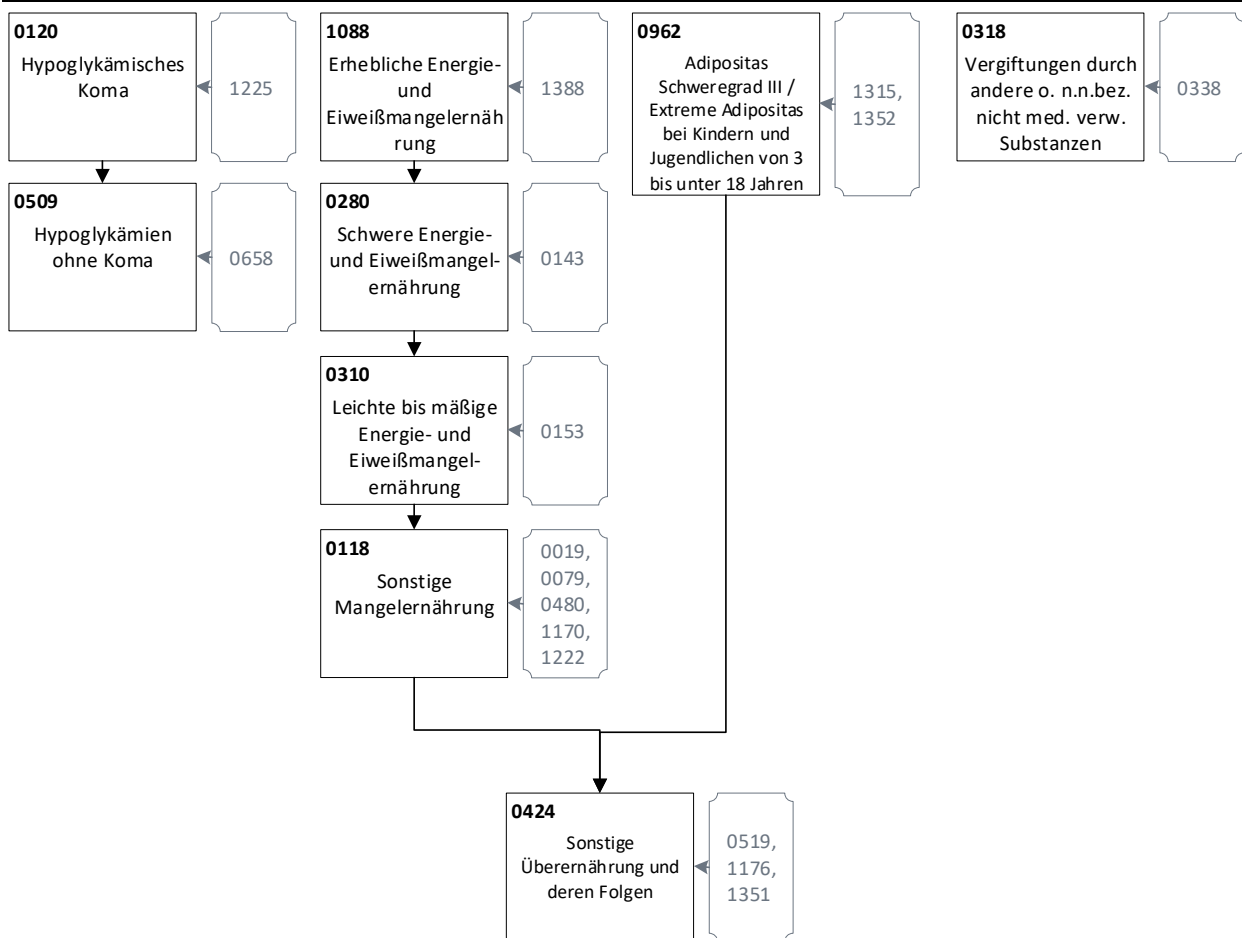 0120
Hypoglykämisches
Koma
1225
1088
Erhebliche Energie-
und
Eiweißmangelernäh
rung
1388
0962
Adipositas
Schweregrad III /
Extreme Adipositas
bei Kindern und
Jugendlichen von 3
bis unter 18 Jahren
1315,
1352
0318
Vergiftungen durch
andere o. n.n.bez.
nicht med. verw.
Substanzen
0338
0509
Hypoglykämien
ohne Koma
0658
0280
Schwere Energie-
und Eiweißmangel-
ernährung
0143
0310
Leichte bis mäßige
Energie- und
Eiweißmangel-
ernährung
0153
0118
Sonstige
Mangelernährung
0019,
0079,
0480,
1170,
1222
0424
Sonstige
Überernährung und
deren Folgen
0519,
1176,
1351